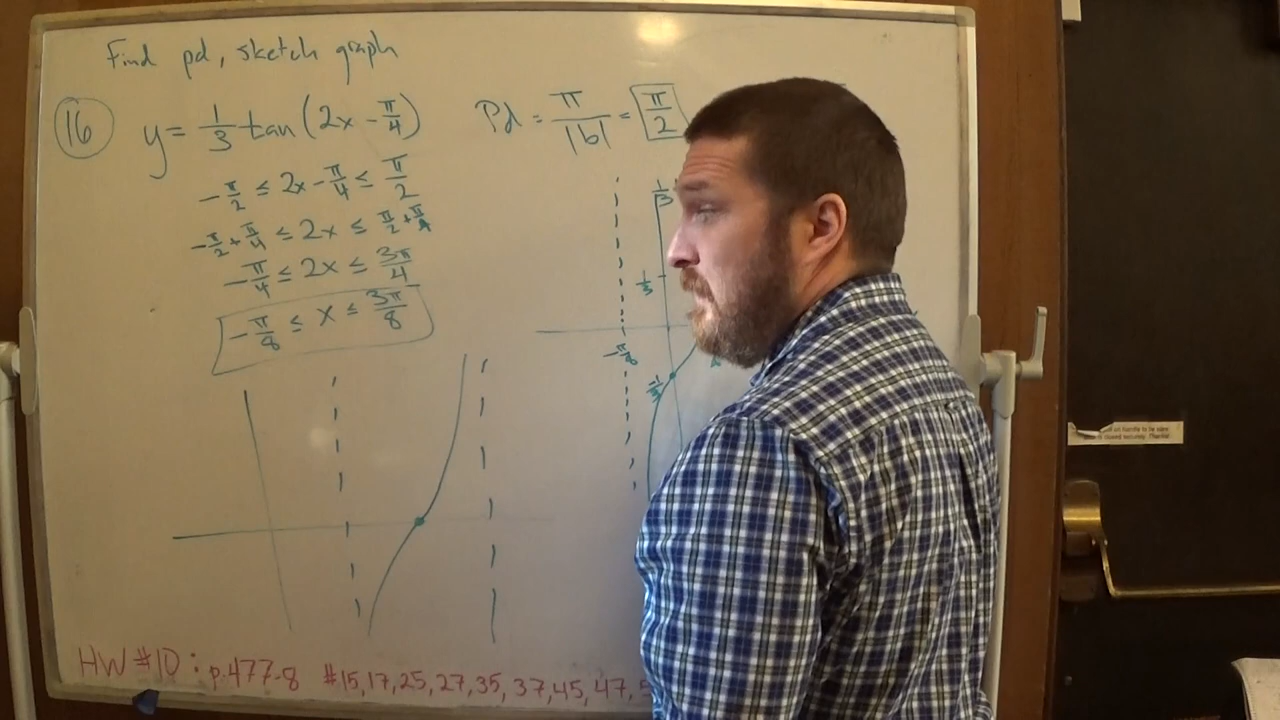 Find pd, sketch graph
16
y = 1/3 tan (2x - π/4)
Pd = π/|b| = π/2
-π/2 ≤ 2x - π/4 ≤ π/2
-π/2 + π/4 ≤ 2x ≤ π/2 + π/4
-π/4 ≤ 2x ≤ 3π/4
-π/8 ≤ x ≤ 3π/8
1/3
-π/8
-1/3
HW #10: p.477-8 #15, 17, 25, 27, 35, 37, 45, 47,